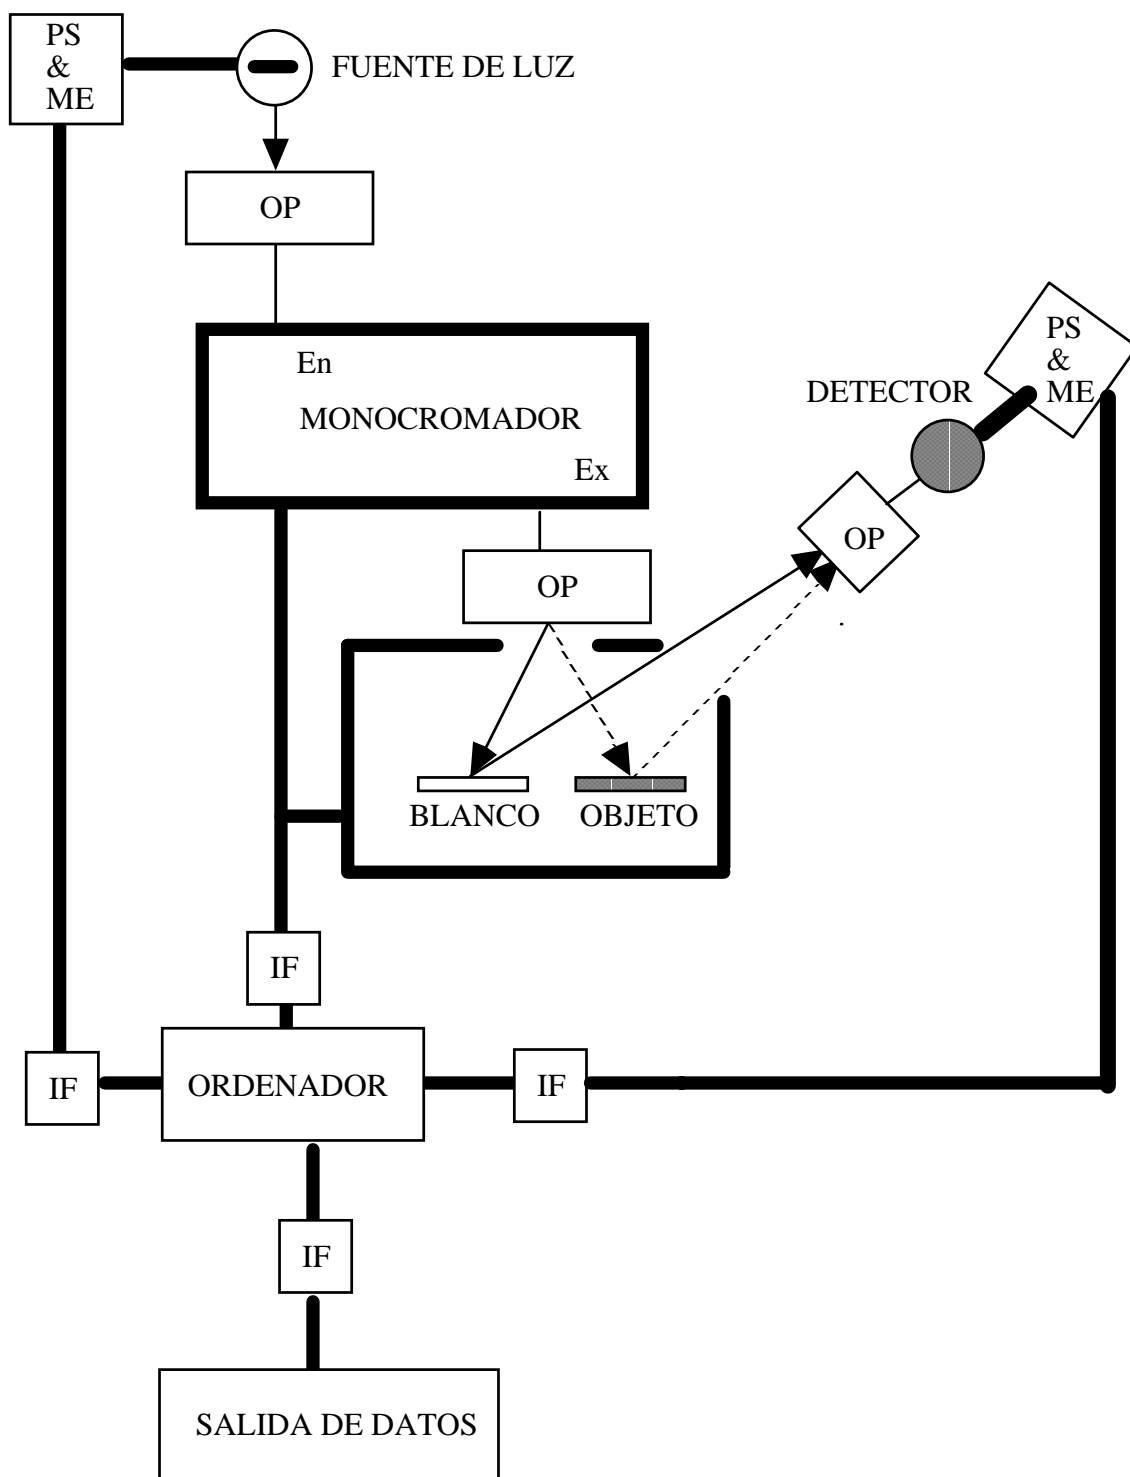 PS
&
ME
FUENTE DE LUZ
OP
En
MONOCROMADOR
Ex
PS
&
ME
DETECTOR
OP
OP
BLANCO
OBJETO
IF
IF
ORDENADOR
IF
IF
SALIDA DE DATOS